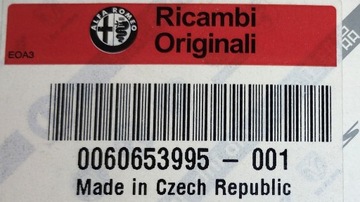 ALFA ROMEO
Ricambi
Originali
EOA3
0060653995 - 001
Made in Czech Republic